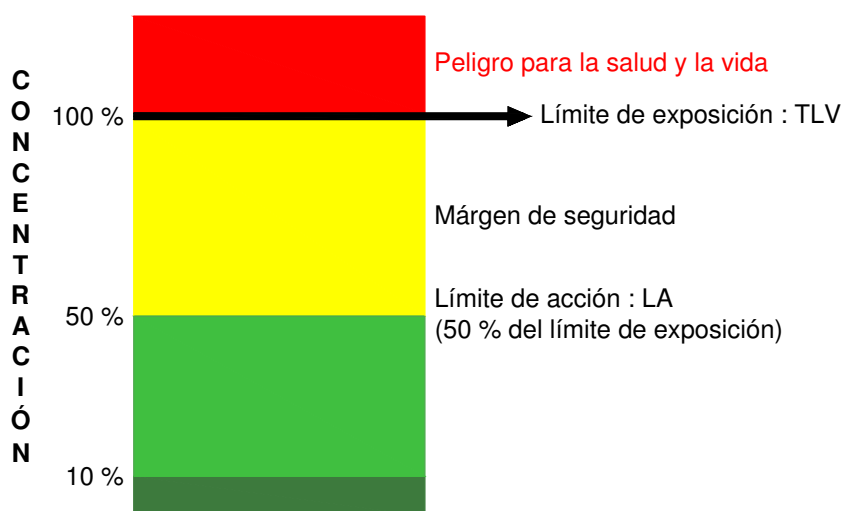 CONCENTRACIÓN
Peligro para la salud y la vida
100 %
Límite de exposición : TLV
Márgen de seguridad
50 %
Límite de acción : LA
(50 % del límite de exposición)
10 %